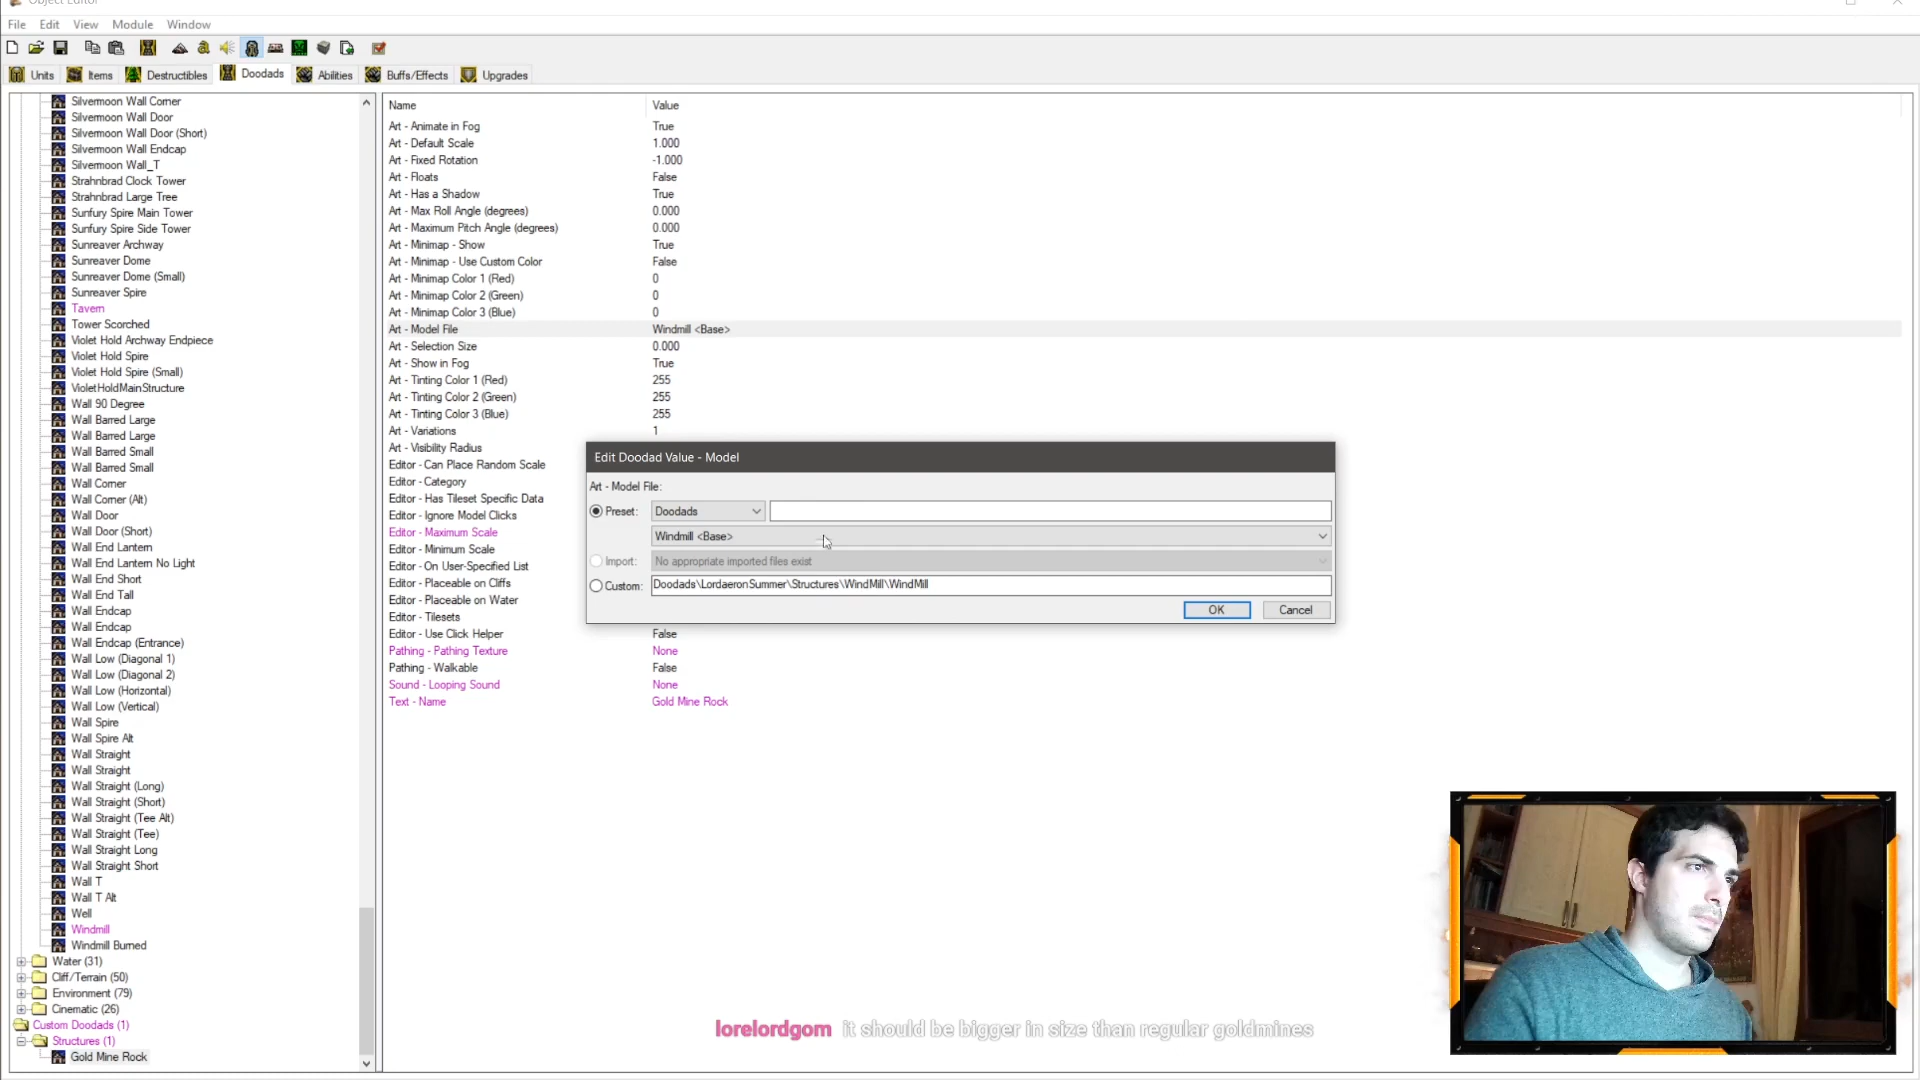 Object Editor
File Edit View Module Window
Units Items Destructibles Doodads Abilities Buffs/Effects Upgrades
Silvermoon Wall Corner
Silvermoon Wall Door
Silvermoon Wall Door (Short)
Silvermoon Wall Endcap
Silvermoon Wall_T
Strahnbrad Clock Tower
Strahnbrad Large Tree
Sunfury Spire Main Tower
Sunfury Spire Side Tower
Sunreaver Archway
Sunreaver Dome
Sunreaver Dome (Small)
Sunreaver Spire
Tavern
Tower Scorched
Violet Hold Archway Endpiece
Violet Hold Spire
Violet Hold Spire (Small)
VioletHoldMainStructure
Wall 90 Degree
Wall Barred Large
Wall Barred Large
Wall Barred Small
Wall Barred Small
Wall Corner
Wall Corner (Alt)
Wall Door
Wall Door (Short)
Wall End Lantern
Wall End Lantern No Light
Wall End Short
Wall End Tall
Wall Endcap
Wall Endcap
Wall Endcap (Entrance)
Wall Low (Diagonal 1)
Wall Low (Diagonal 2)
Wall Low (Horizontal)
Wall Low (Vertical)
Wall Spire
Wall Spire Alt
Wall Straight
Wall Straight
Wall Straight (Long)
Wall Straight (Short)
Wall Straight (Tee Alt)
Wall Straight (Tee)
Wall Straight Long
Wall Straight Short
Wall T
Wall T Alt
Well
Windmill
Windmill Burned
Water (31)
Cliff/Terrain (50)
Environment (79)
Cinematic (26)
Custom Doodads (1)
Structures (1)
Gold Mine Rock
Name Value
Art - Animate in Fog True
Art - Default Scale 1.000
Art - Fixed Rotation -1.000
Art - Floats False
Art - Has a Shadow True
Art - Max Roll Angle (degrees) 0.000
Art - Maximum Pitch Angle (degrees) 0.000
Art - Minimap - Show True
Art - Minimap - Use Custom Color False
Art - Minimap Color 1 (Red) 0
Art - Minimap Color 2 (Green) 0
Art - Minimap Color 3 (Blue) 0
Art - Model File Windmill <Base>
Art - Selection Size 0.000
Art - Show in Fog True
Art - Tinting Color 1 (Red) 255
Art - Tinting Color 2 (Green) 255
Art - Tinting Color 3 (Blue) 255
Art - Variations 1
Art - Visibility Radius
Editor - Can Place Random Scale
Editor - Category
Editor - Has Tileset Specific Data
Editor - Ignore Model Clicks
Editor - Maximum Scale
Editor - Minimum Scale
Editor - On User-Specified List
Editor - Placeable on Cliffs
Editor - Placeable on Water
Editor - Tilesets
Editor - Use Click Helper False
Pathing - Pathing Texture None
Pathing - Walkable False
Sound - Looping Sound None
Text - Name Gold Mine Rock
Edit Doodad Value - Model
Art - Model File:
Preset: Doodads
Windmill <Base>
Import: No appropriate imported files exist
Custom: Doodads\LordaeronSummer\Structures\WindMill\WindMill
OK Cancel
lorelordgom it should be bigger in size than regular goldmines